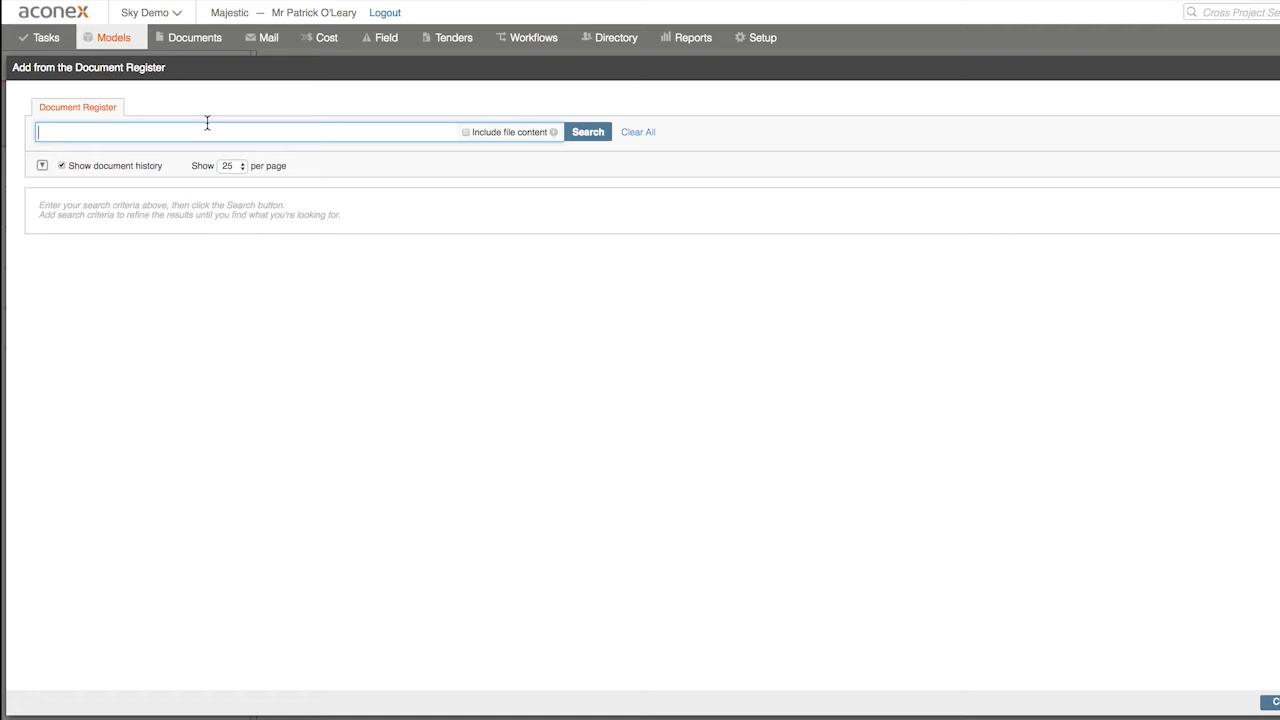 aconex Sky Demo Majestic — Mr Patrick O'Leary Logout Cross Project Se
Tasks Models Documents Mail Cost Field Tenders Workflows Directory Reports Setup
Add from the Document Register
Document Register
Include file content Search Clear All
Show document history Show 25 per page
Enter your search criteria above, then click the Search button.
Add search criteria to refine the results until you find what you're looking for.